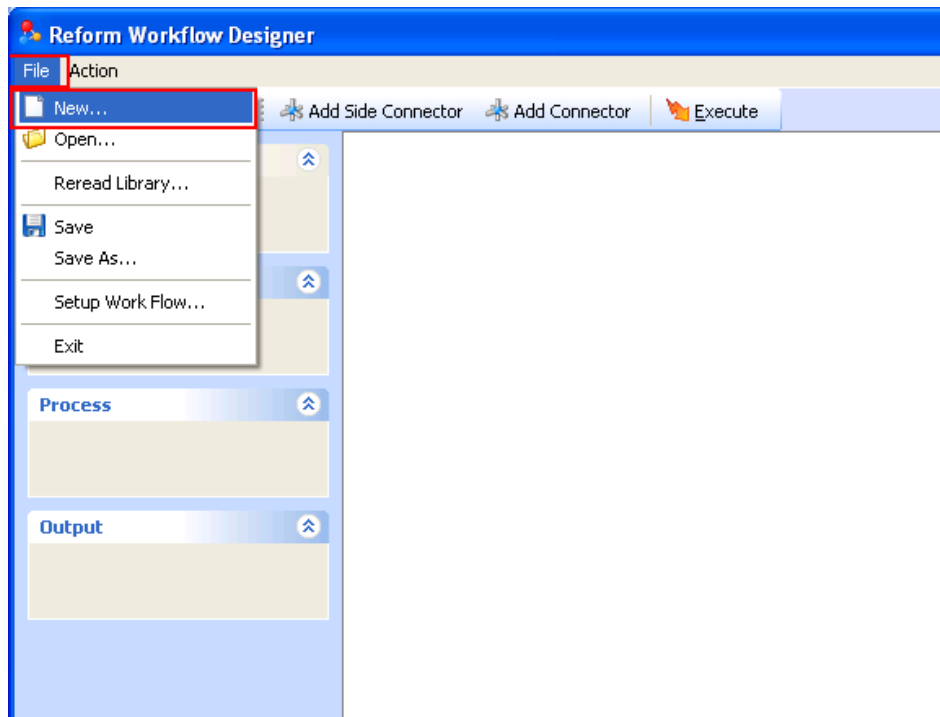 Reform Workflow Designer
File Action
New...
Add Side Connector Add Connector Execute
Open...
Reread Library...
Save
Save As...
Setup Work Flow...
Exit
Process
Output